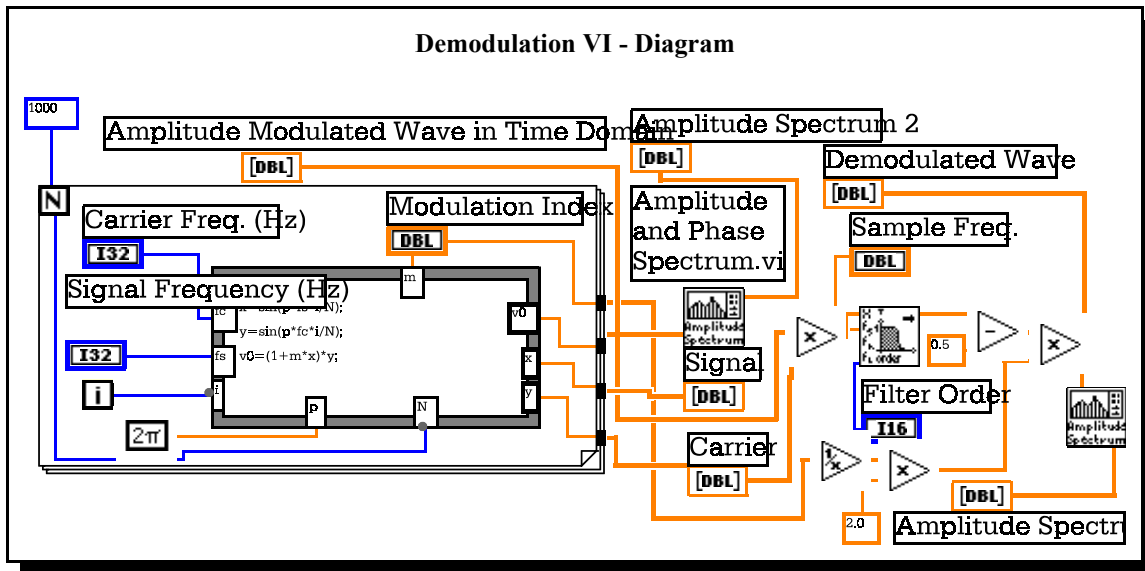 Demodulation VI - Diagram
1000
Amplitude Modulated Wave in Time Domain
[DBL]
Amplitude Spectrum 2
[DBL]
Demodulated Wave
[DBL]
N
Carrier Freq. (Hz)
I32
Modulation Index
DBL
Amplitude
and Phase
Spectrum.vi
Sample Freq.
DBL
Signal Frequency (Hz)
I32
i
2π
m
fc
fs
i
y=sin(p*fc*i/N);
v0=(1+m*x)*y;
v0
x
y
p
N
Amplitude
Spectrum
Signal
[DBL]
Carrier
[DBL]
x
order
0.5
-
x
Filter Order
I16
1/x
x
2.0
Amplitude
Spectrum
[DBL]
Amplitude Spectr